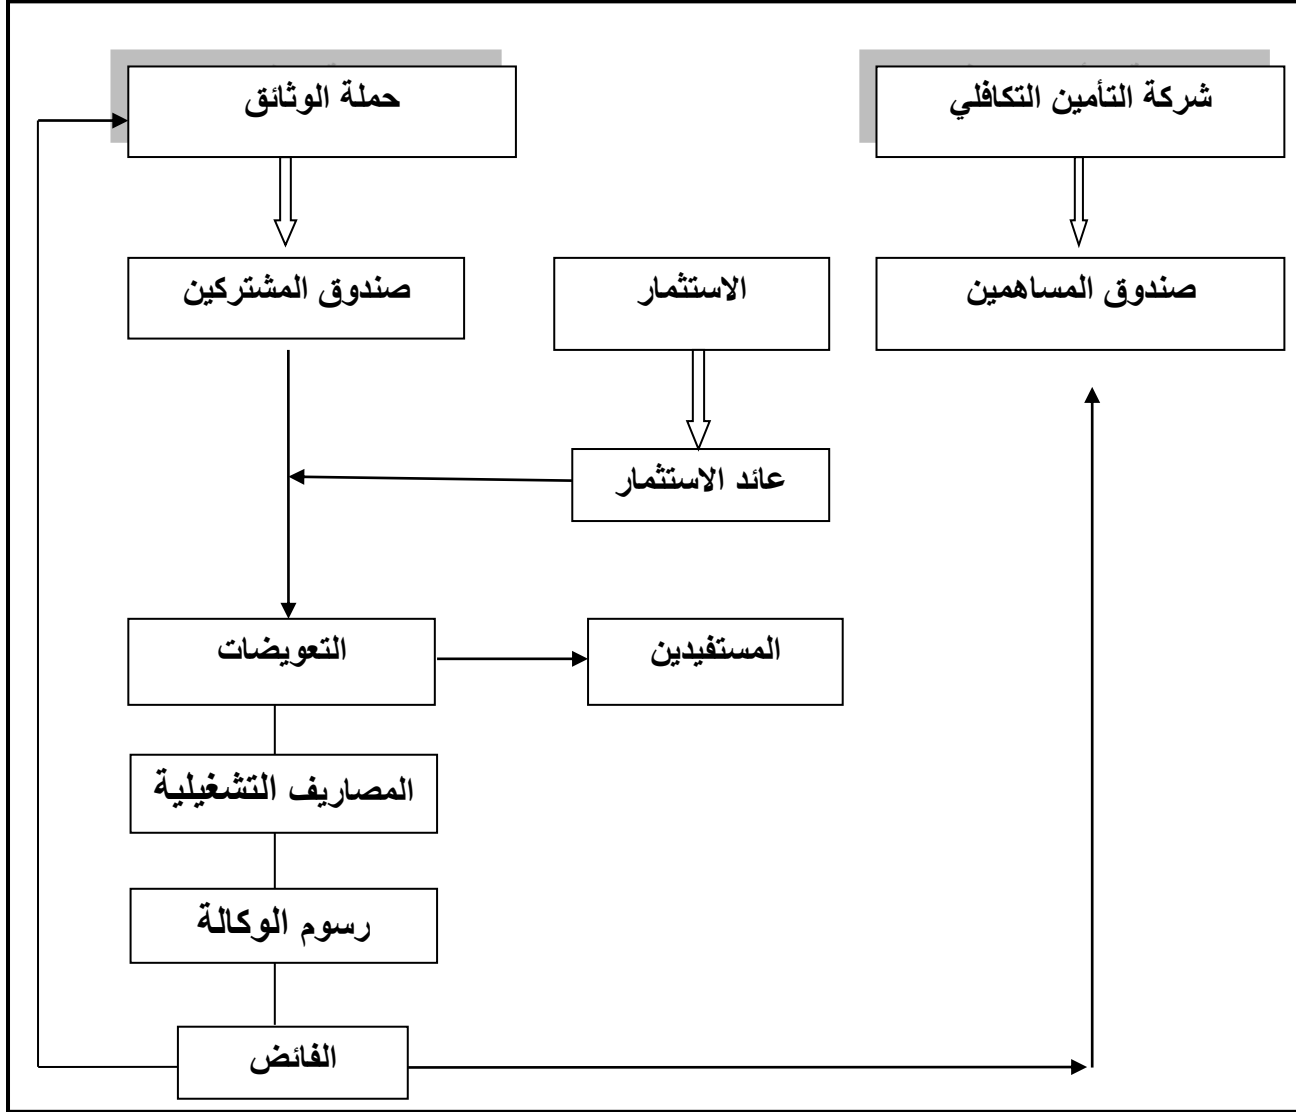 شركة التأمين التكافلي
حملة الوثائق
صندوق المساهمين
الاستثمار
صندوق المشتركين
عائد الاستثمار
المستفيدين
التعويضات
المصاريف التشغيلية
رسوم الوكالة
الفائض